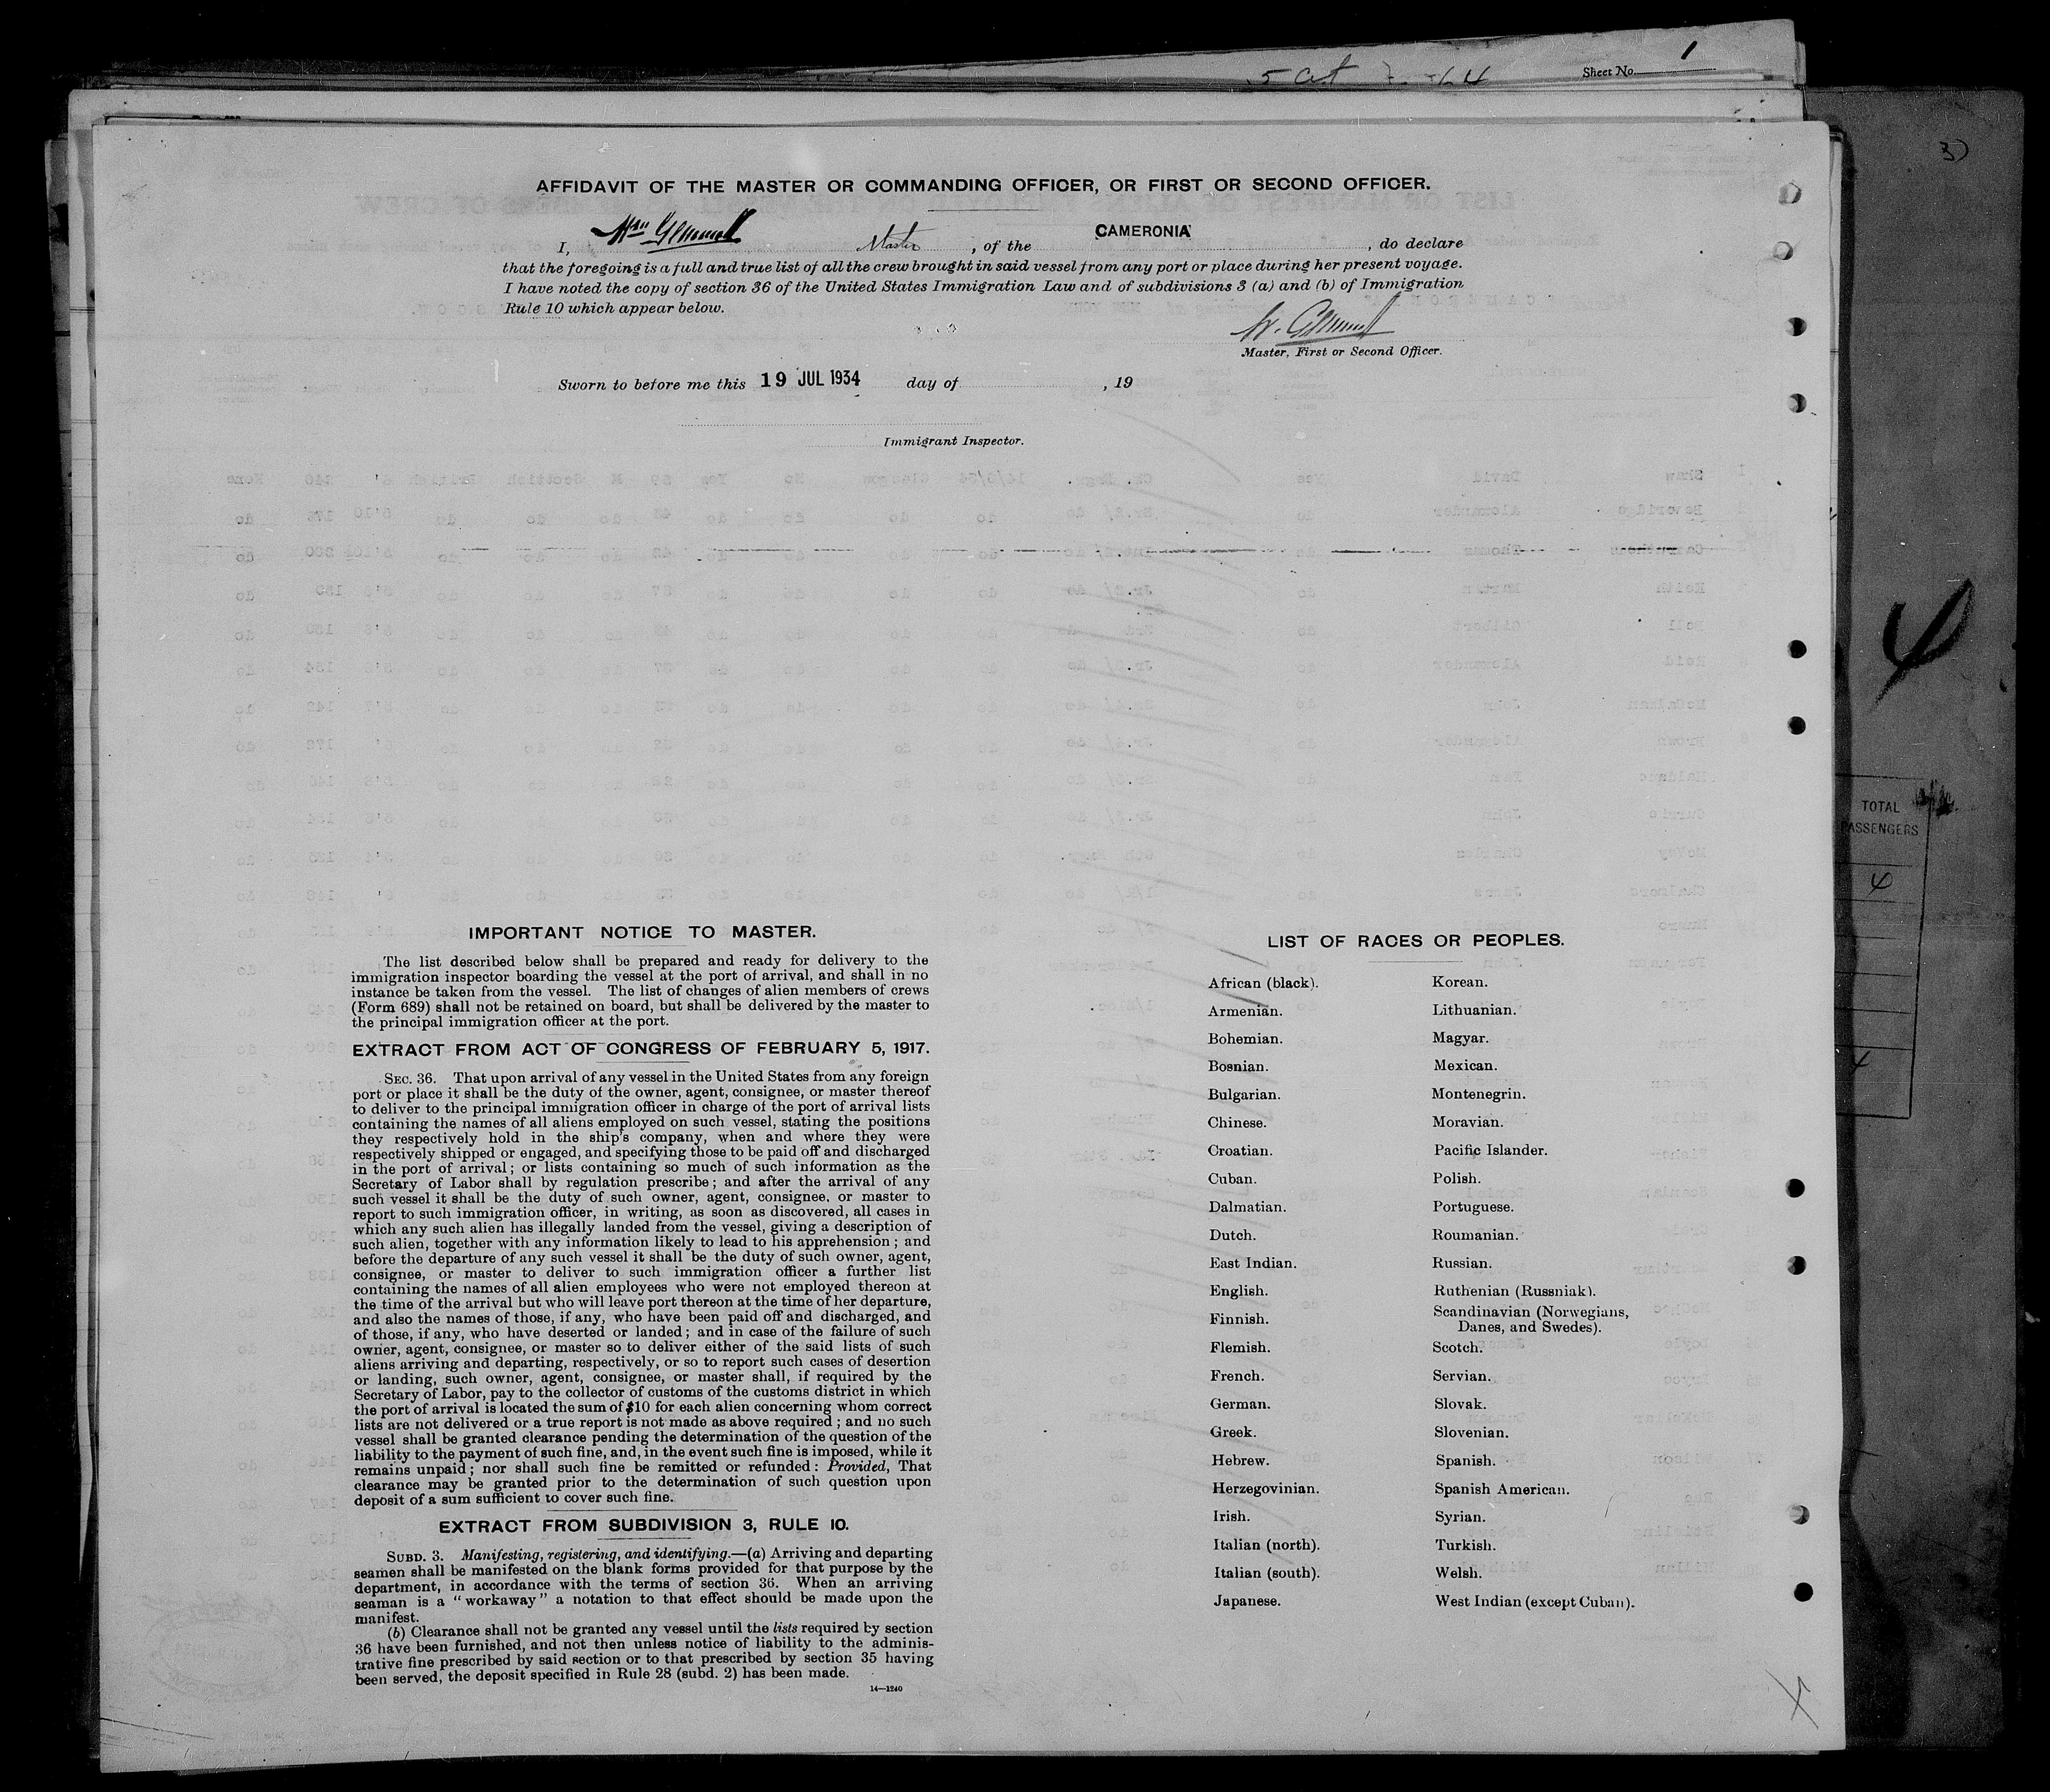 Sheet No. 1
AFFIDAVIT OF THE MASTER OR COMMANDING OFFICER, OR FIRST OR SECOND OFFICER.
I, Wm Gemmell Master, of the CAMERONIA, do declare
that the foregoing is a full and true list of all the crew brought in said vessel from any port or place during her present voyage.
I have noted the copy of section 36 of the United States Immigration Law and of subdivisions 3 (a) and (b) of Immigration
Rule 10 which appear below.
W. Gemmell
Master, First or Second Officer.
Sworn to before me this 19 JUL 1934 day of , 19
Immigrant Inspector.
TOTAL
PASSENGERS
4
4
IMPORTANT NOTICE TO MASTER.
The list described below shall be prepared and ready for delivery to the
immigration inspector boarding the vessel at the port of arrival, and shall in no
instance be taken from the vessel. The list of changes of alien members of crews
(Form 689) shall not be retained on board, but shall be delivered by the master to
the principal immigration officer at the port.
EXTRACT FROM ACT OF CONGRESS OF FEBRUARY 5, 1917.
SEC. 36. That upon arrival of any vessel in the United States from any foreign
port or place it shall be the duty of the owner, agent, consignee, or master thereof
to deliver to the principal immigration officer in charge of the port of arrival lists
containing the names of all aliens employed on such vessel, stating the positions
they respectively hold in the ship's company, when and where they were
respectively shipped or engaged, and specifying those to be paid off and discharged
in the port of arrival; or lists containing so much of such information as the
Secretary of Labor shall by regulation prescribe; and after the arrival of any
such vessel it shall be the duty of such owner, agent, consignee, or master to
report to such immigration officer, in writing, as soon as discovered, all cases in
which any such alien has illegally landed from the vessel, giving a description of
such alien, together with any information likely to lead to his apprehension; and
before the departure of any such vessel it shall be the duty of such owner, agent,
consignee, or master to deliver to such immigration officer a further list
containing the names of all alien employees who were not employed thereon at
the time of the arrival but who will leave port thereon at the time of her departure,
and also the names of those, if any, who have been paid off and discharged, and
of those, if any, who have deserted or landed; and in case of the failure of such
owner, agent, consignee, or master so to deliver either of the said lists of such
aliens arriving and departing, respectively, or so to report such cases of desertion
or landing, such owner, agent, consignee, or master shall, if required by the
Secretary of Labor, pay to the collector of customs of the customs district in which
the port of arrival is located the sum of $10 for each alien concerning whom correct
lists are not delivered or a true report is not made as above required; and no such
vessel shall be granted clearance pending the determination of the question of the
liability to the payment of such fine, and, in the event such fine is imposed, while it
remains unpaid; nor shall such fine be remitted or refunded: Provided, That
clearance may be granted prior to the determination of such question upon
deposit of a sum sufficient to cover such fine.
EXTRACT FROM SUBDIVISION 3, RULE 10.
SUBD. 3. Manifesting, registering, and identifying.—(a) Arriving and departing
seamen shall be manifested on the blank forms provided for that purpose by the
department, in accordance with the terms of section 36. When an arriving
seaman is a "workaway" a notation to that effect should be made upon the
manifest.
(b) Clearance shall not be granted any vessel until the lists required by section
36 have been furnished, and not then unless notice of liability to the adminis-
trative fine prescribed by said section or to that prescribed by section 35 having
been served, the deposit specified in Rule 28 (subd. 2) has been made.
14—1240
LIST OF RACES OR PEOPLES.
African (black).
Armenian.
Bohemian.
Bosnian.
Bulgarian.
Chinese.
Croatian.
Cuban.
Dalmatian.
Dutch.
East Indian.
English.
Finnish.
Flemish.
French.
German.
Greek.
Hebrew.
Herzegovinian.
Irish.
Italian (north).
Italian (south).
Japanese.
Korean.
Lithuanian.
Magyar.
Mexican.
Montenegrin.
Moravian.
Pacific Islander.
Polish.
Portuguese.
Roumanian.
Russian.
Ruthenian (Russniak).
Scandinavian (Norwegians,
Danes, and Swedes).
Scotch.
Servian.
Slovak.
Slovenian.
Spanish.
Spanish American.
Syrian.
Turkish.
Welsh.
West Indian (except Cuban).